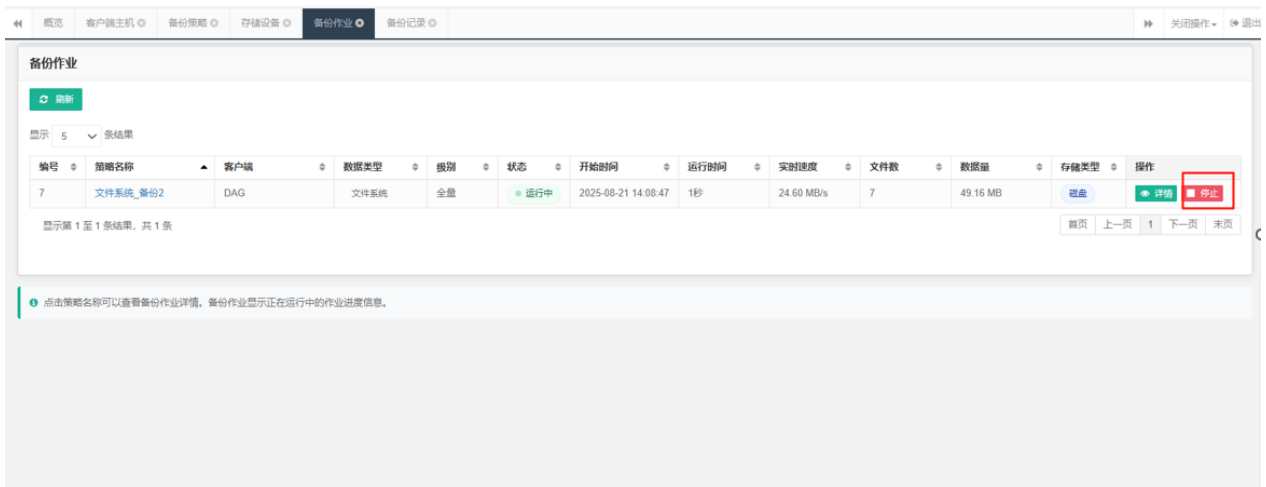 概览 客户端主机 备份策略 存储设备 备份作业 备份记录 关闭操作 退出
备份作业
刷新
显示 5 条结果
编号 策略名称 客户端 数据类型 级别 状态 开始时间 运行时间 实时速度 文件数 数据量 存储类型 操作
7 文件系统_备份2 DAG 文件系统 全量 运行中 2025-08-21 14:08:47 1秒 24.60 MB/s 7 49.16 MB 磁盘 详情 停止
显示第 1 至 1 条结果，共 1 条 首页 上一页 1 下一页 末页
点击策略名称可以查看备份作业详情。备份作业显示正在运行中的作业进度信息。